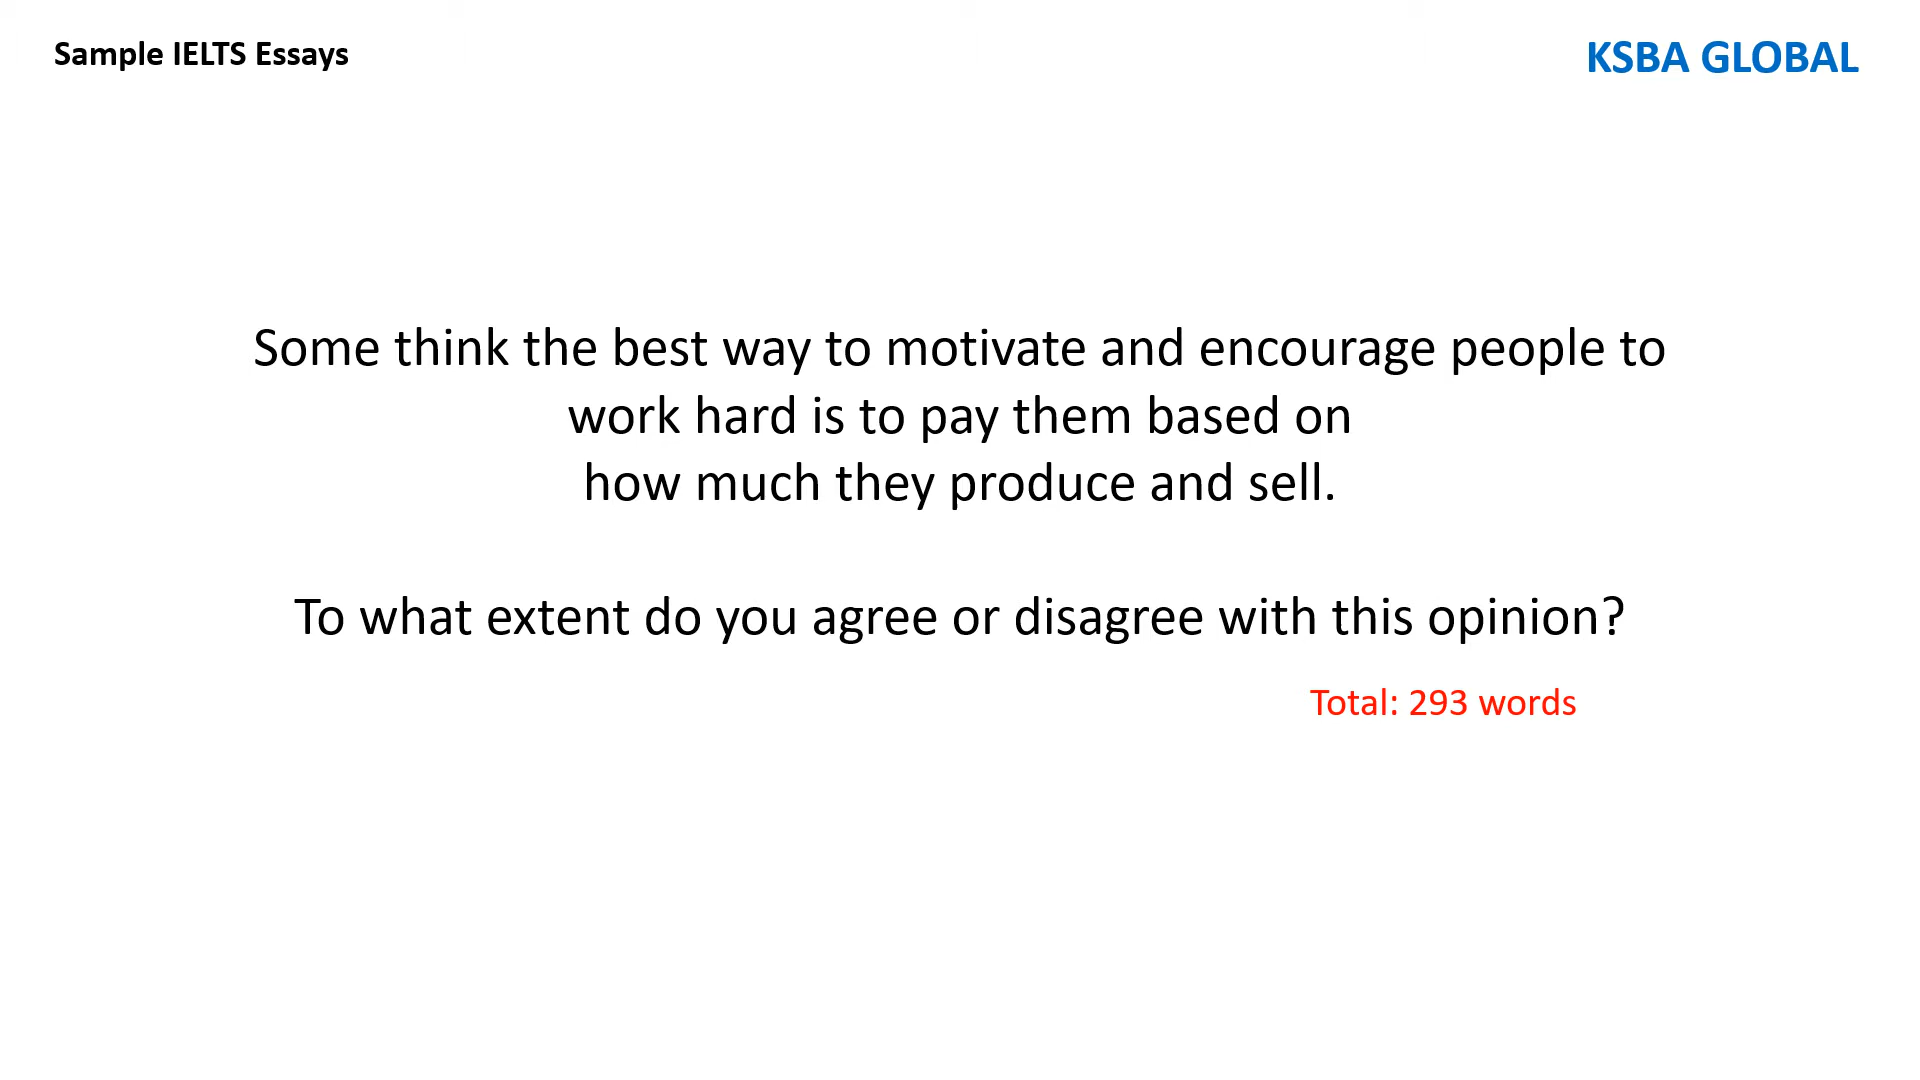 Sample IELTS Essays
KSBA GLOBAL
Some think the best way to motivate and encourage people to
work hard is to pay them based on
how much they produce and sell.
To what extent do you agree or disagree with this opinion?
Total: 293 words